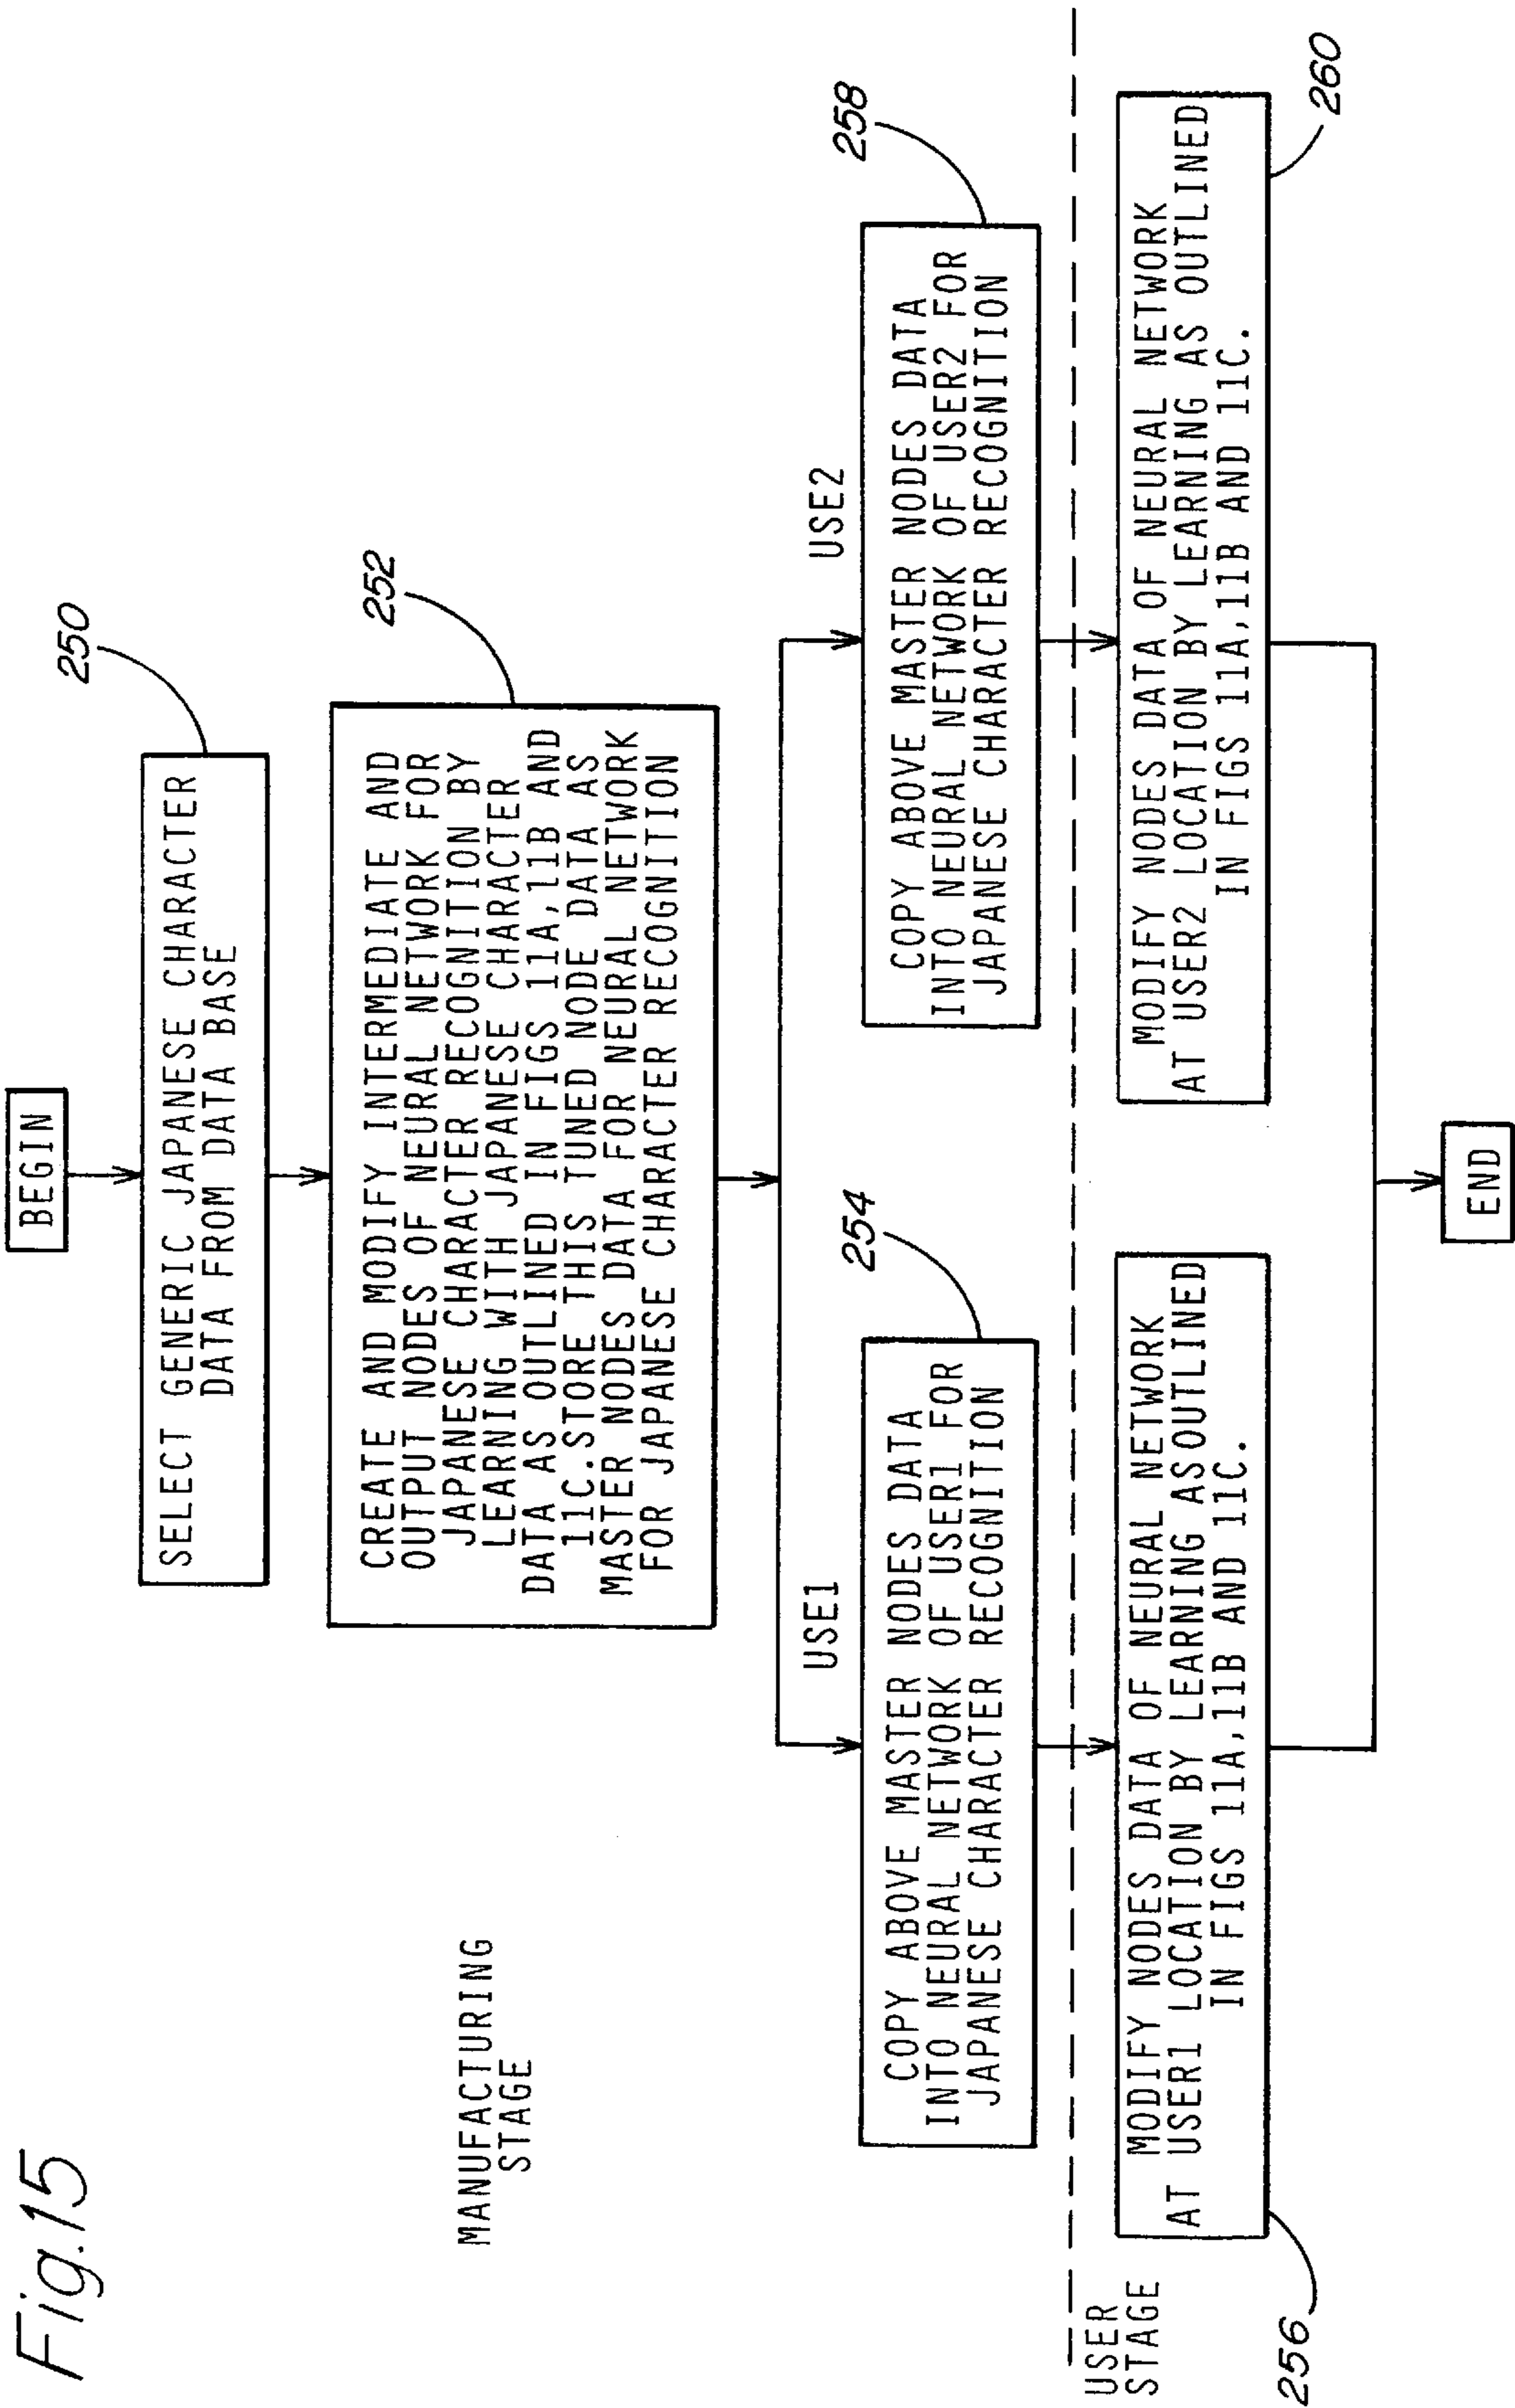 Fig.15
BEGIN
250
SELECT GENERIC JAPANESE CHARACTER
DATA FROM DATA BASE
252
CREATE AND MODIFY INTERMEDIATE AND
OUTPUT NODES OF NEURAL NETWORK FOR
JAPANESE CHARACTER RECOGNITION BY
LEARNING WITH JAPANESE CHARACTER
DATA AS OUTLINED IN FIGS 11A,11B AND
11C.STORE THIS TUNED NODE DATA AS
MASTER NODES DATA FOR NEURAL NETWORK
FOR JAPANESE CHARACTER RECOGNITION
MANUFACTURING
STAGE
USE1
254
COPY ABOVE MASTER NODES DATA
INTO NEURAL NETWORK OF USER1 FOR
JAPANESE CHARACTER RECOGNITION
USE2
258
COPY ABOVE MASTER NODES DATA
INTO NEURAL NETWORK OF USER2 FOR
JAPANESE CHARACTER RECOGNITION
USER
STAGE
256
MODIFY NODES DATA OF NEURAL NETWORK
AT USER1 LOCATION BY LEARNING ASOUTLINED
IN FIGS 11A,11B AND 11C.
260
MODIFY NODES DATA OF NEURAL NETWORK
AT USER2 LOCATION BY LEARNING AS OUTLINED
IN FIGS 11A,11B AND 11C.
END